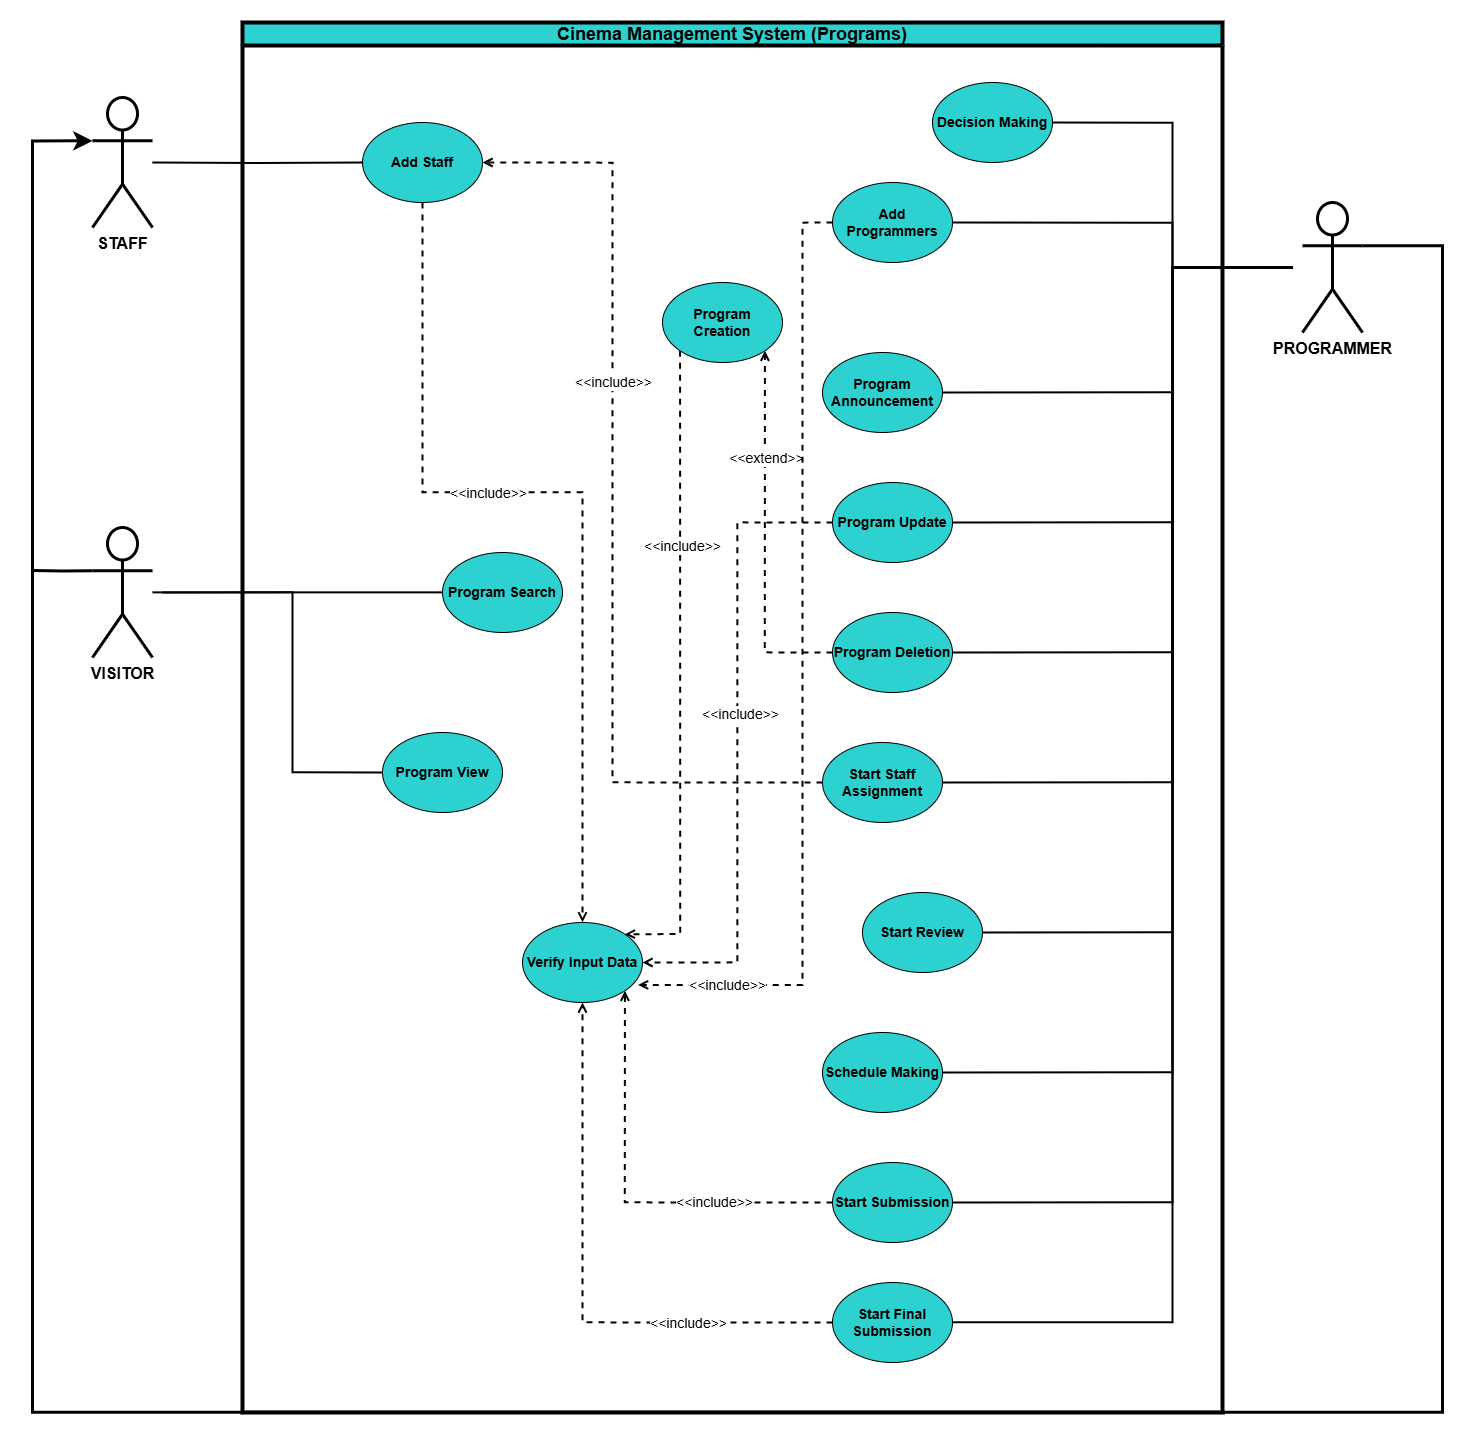 Cinema Management System (Programs)
Decision Making
STAFF
Add Staff
Add
Programmers
PROGRAMMER
Program
Creation
<<include>>
Program
Announcement
<<extend>>
<<include>>
Program Update
<<include>>
VISITOR
Program Search
Program Deletion
<<include>>
Program View
Start Staff
Assignment
Start Review
Verify Input Data
<<include>>
Schedule Making
<<include>>
Start Submission
<<include>>
Start Final
Submission